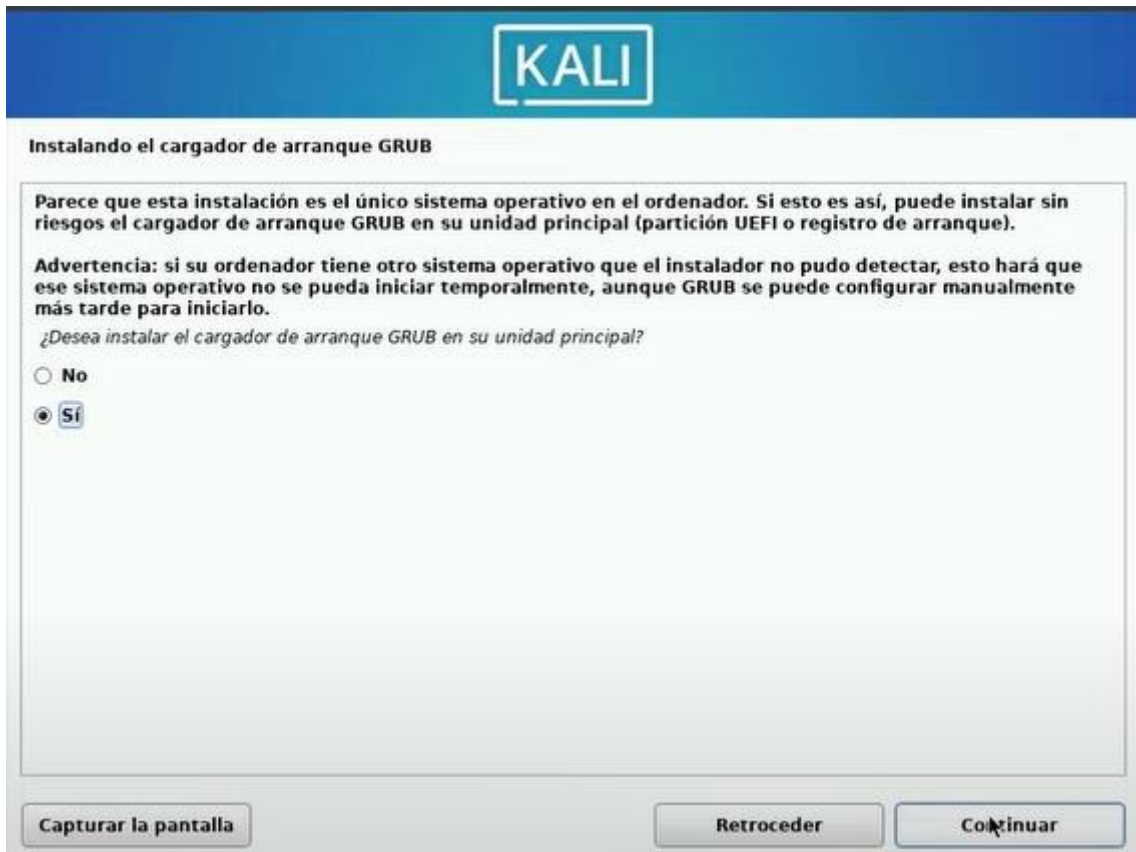 KALI
Instalando el cargador de arranque GRUB
Parece que esta instalación es el único sistema operativo en el ordenador. Si esto es así, puede instalar sin
riesgos el cargador de arranque GRUB en su unidad principal (partición UEFI o registro de arranque).
Advertencia: si su ordenador tiene otro sistema operativo que el instalador no pudo detectar, esto hará que
ese sistema operativo no se pueda iniciar temporalmente, aunque GRUB se puede configurar manualmente
más tarde para iniciarlo.
¿Desea instalar el cargador de arranque GRUB en su unidad principal?
No
Sí
Capturar la pantalla
Retroceder
Continuar